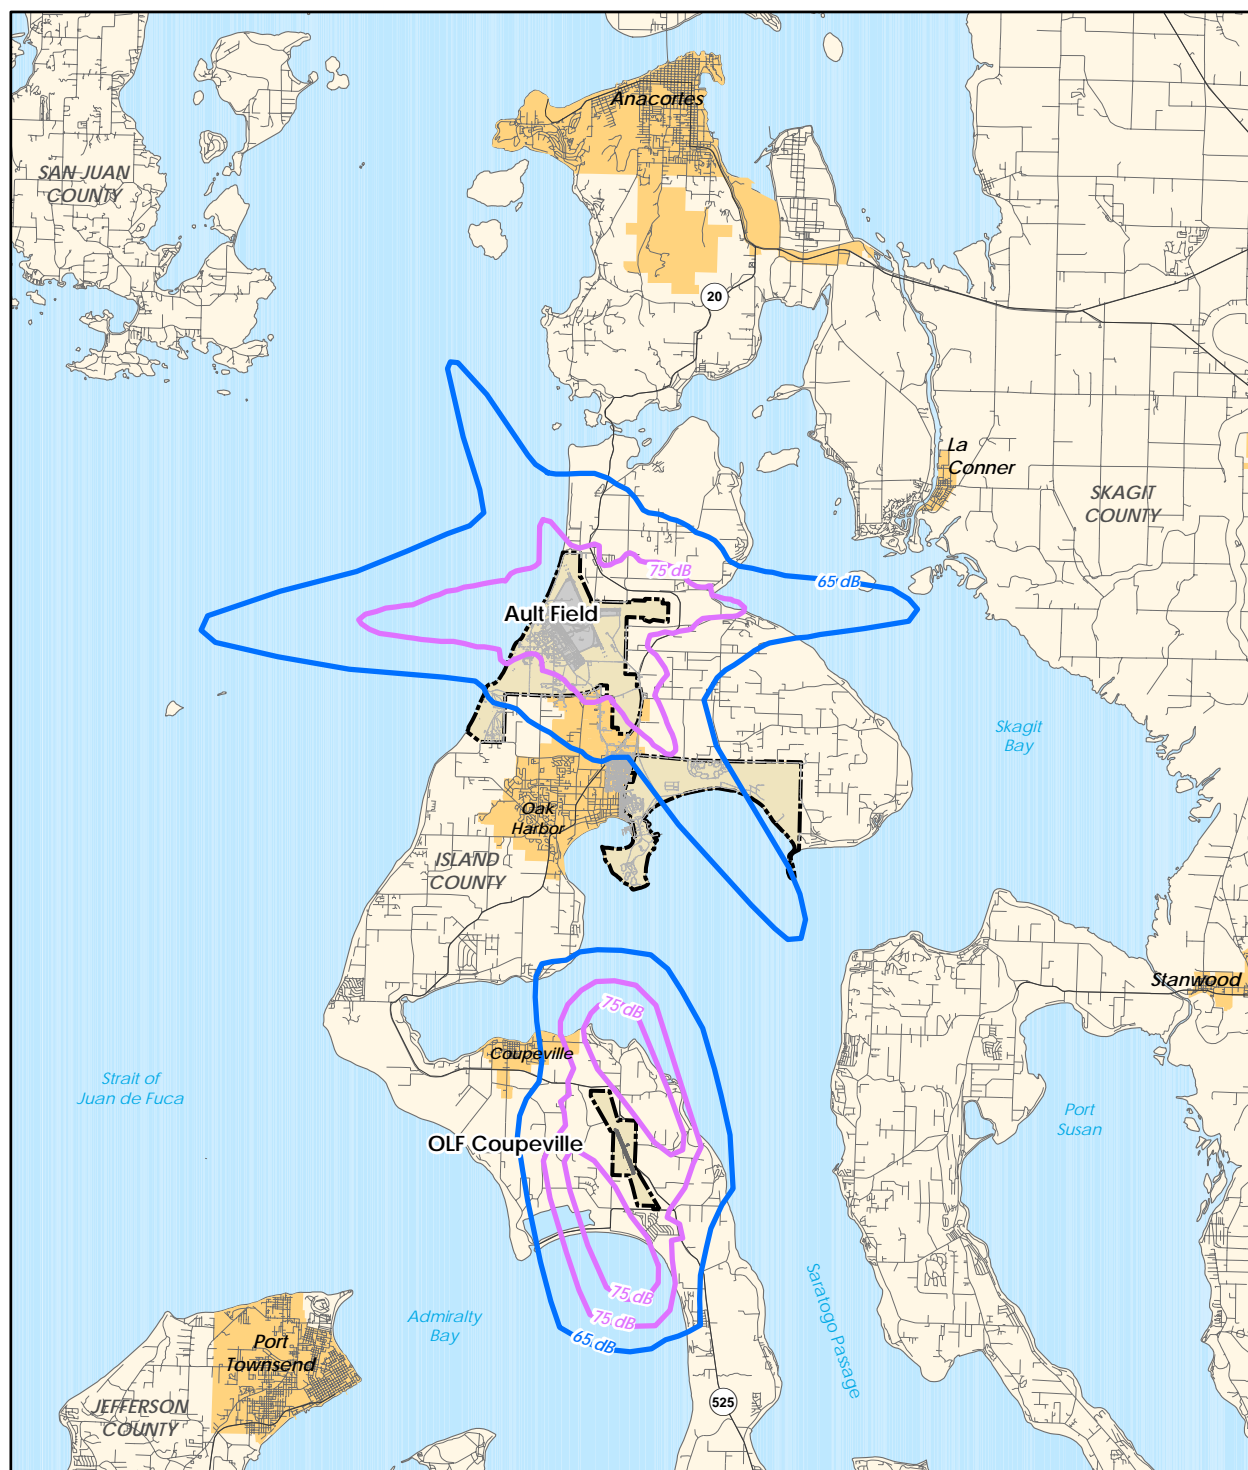 Anacortes
SAN JUAN
COUNTY
20
La
Conner
SKAGIT
COUNTY
75 dB
65 dB
Ault Field
Skagit
Bay
Oak
Harbor
ISLAND
COUNTY
Stanwood
75 dB
Coupeville
Strait of
Juan de Fuca
Port
Susan
OLF Coupeville
75 dB
75 dB
65 dB
Admiralty
Bay
Saratogo Passage
Port
Townsend
JEFFERSON
COUNTY
525